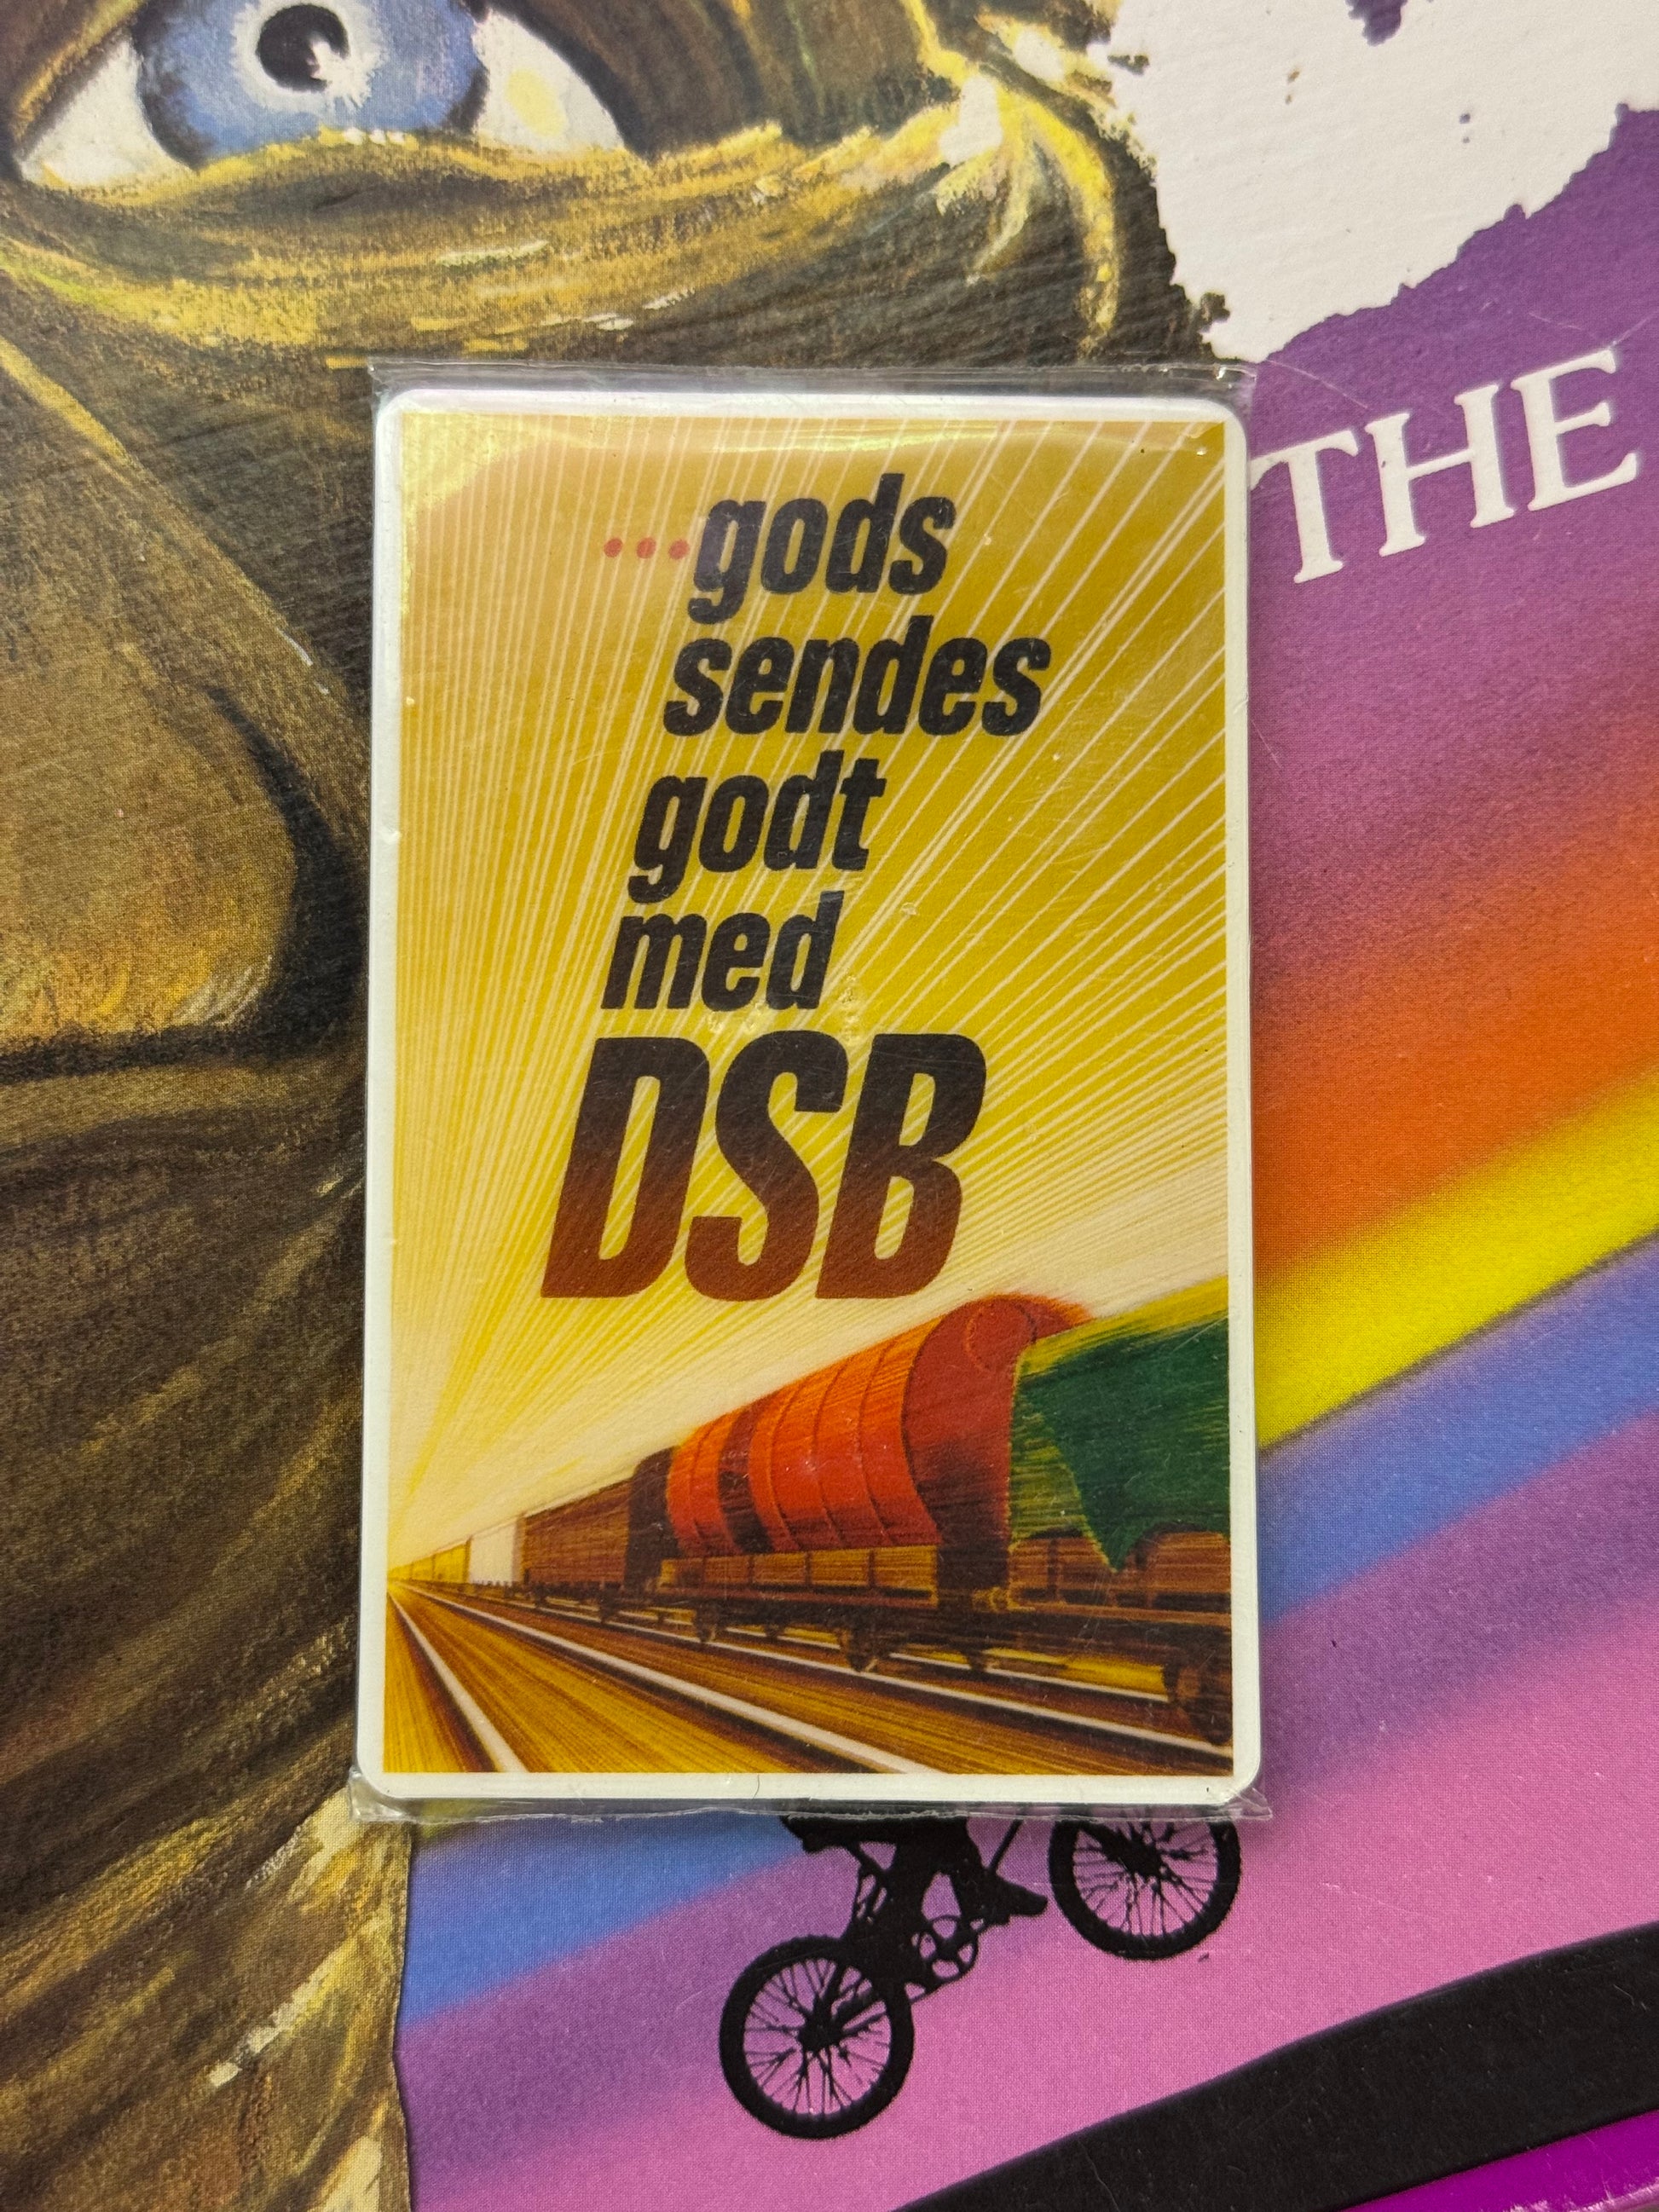 ...gods
sendes
godt
med
DSB
THE